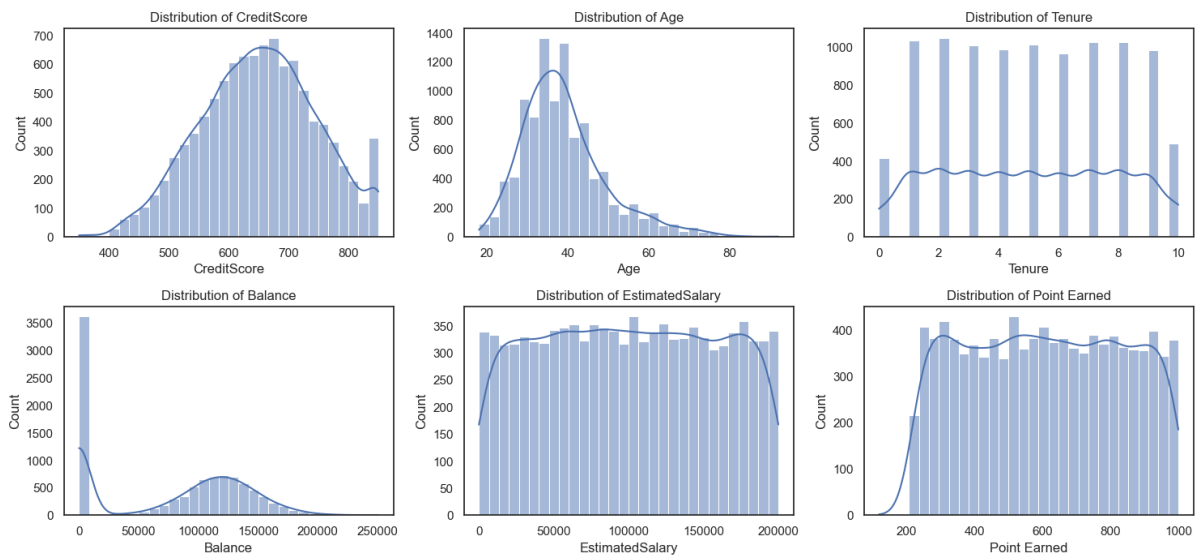 Distribution of CreditScore
Count
700
600
500
400
300
200
100
0
400 500 600 700 800
CreditScore
Distribution of Age
Count
1400
1200
1000
800
600
400
200
0
20 40 60 80
Age
Distribution of Tenure
Count
1000
800
600
400
200
0
0 2 4 6 8 10
Tenure
Distribution of Balance
Count
3500
3000
2500
2000
1500
1000
500
0
0 50000 100000 150000 200000 250000
Balance
Distribution of EstimatedSalary
Count
350
300
250
200
150
100
50
0
0 50000 100000 150000 200000
EstimatedSalary
Distribution of Point Earned
Count
400
300
200
100
0
200 400 600 800 1000
Point Earned